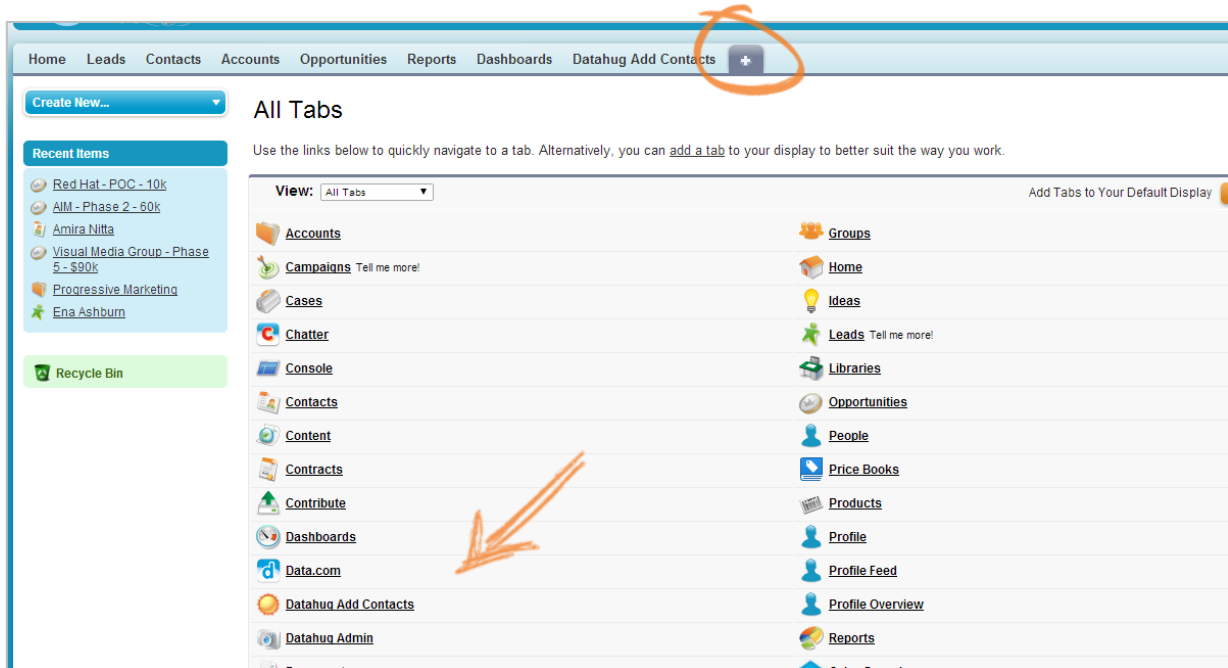 Home Leads Contacts Accounts Opportunities Reports Dashboards Datahug Add Contacts +
Create New...
All Tabs
Use the links below to quickly navigate to a tab. Alternatively, you can add a tab to your display to better suit the way you work.
Recent Items
Red Hat - POC - 10k
AIM - Phase 2 - 60k
Amira Nitta
Visual Media Group - Phase
5 - $90k
Progressive Marketing
Ena Ashburn
Recycle Bin
View: All Tabs
Add Tabs to Your Default Display
Accounts
Campaigns Tell me more!
Cases
Chatter
Console
Contacts
Content
Contracts
Contribute
Dashboards
Data.com
Datahug Add Contacts
Datahug Admin
Groups
Home
Ideas
Leads Tell me more!
Libraries
Opportunities
People
Price Books
Products
Profile
Profile Feed
Profile Overview
Reports